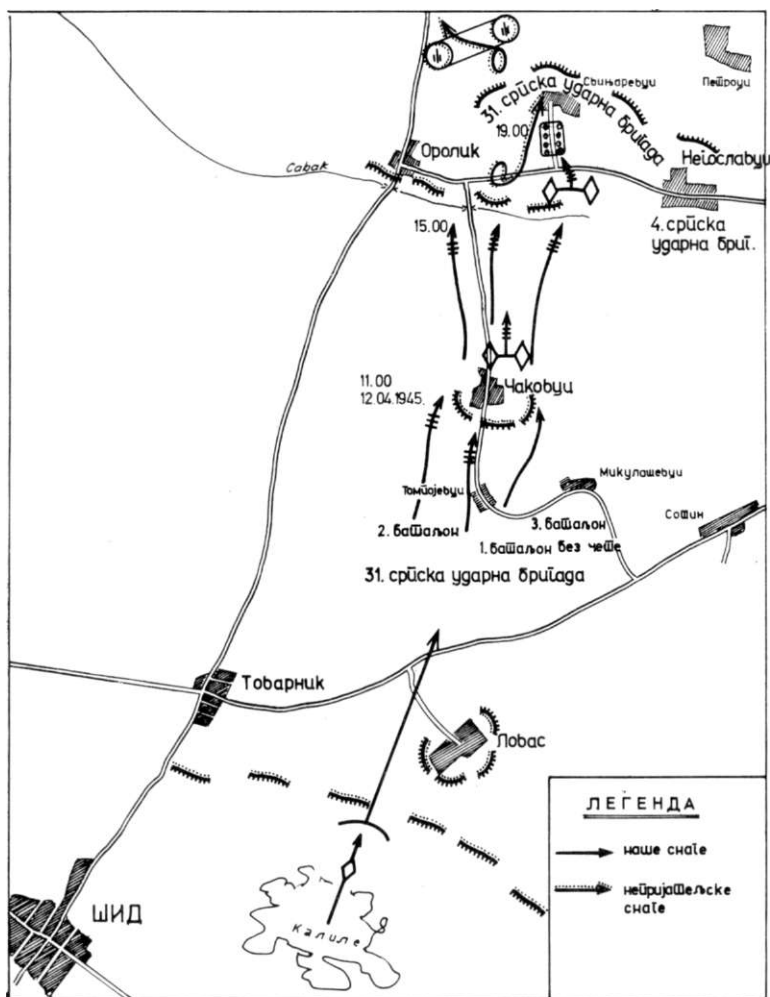 Свињаревци
Петроци
31. српска ударна бригада
19.00
Оролик
Негославци
Савак
15.00
4. српска
ударна бриг.
11.00
12.04.1945.
Чаковци
Томпојевци
Микулашевци
Сотин
2. батаљон
3. батаљон
1. батаљон без чете
31. српска ударна бригада
Товарник
Ловас
ЛЕГЕНДА
наше снаге
непријатељске
снаге
ШИД
Калиле